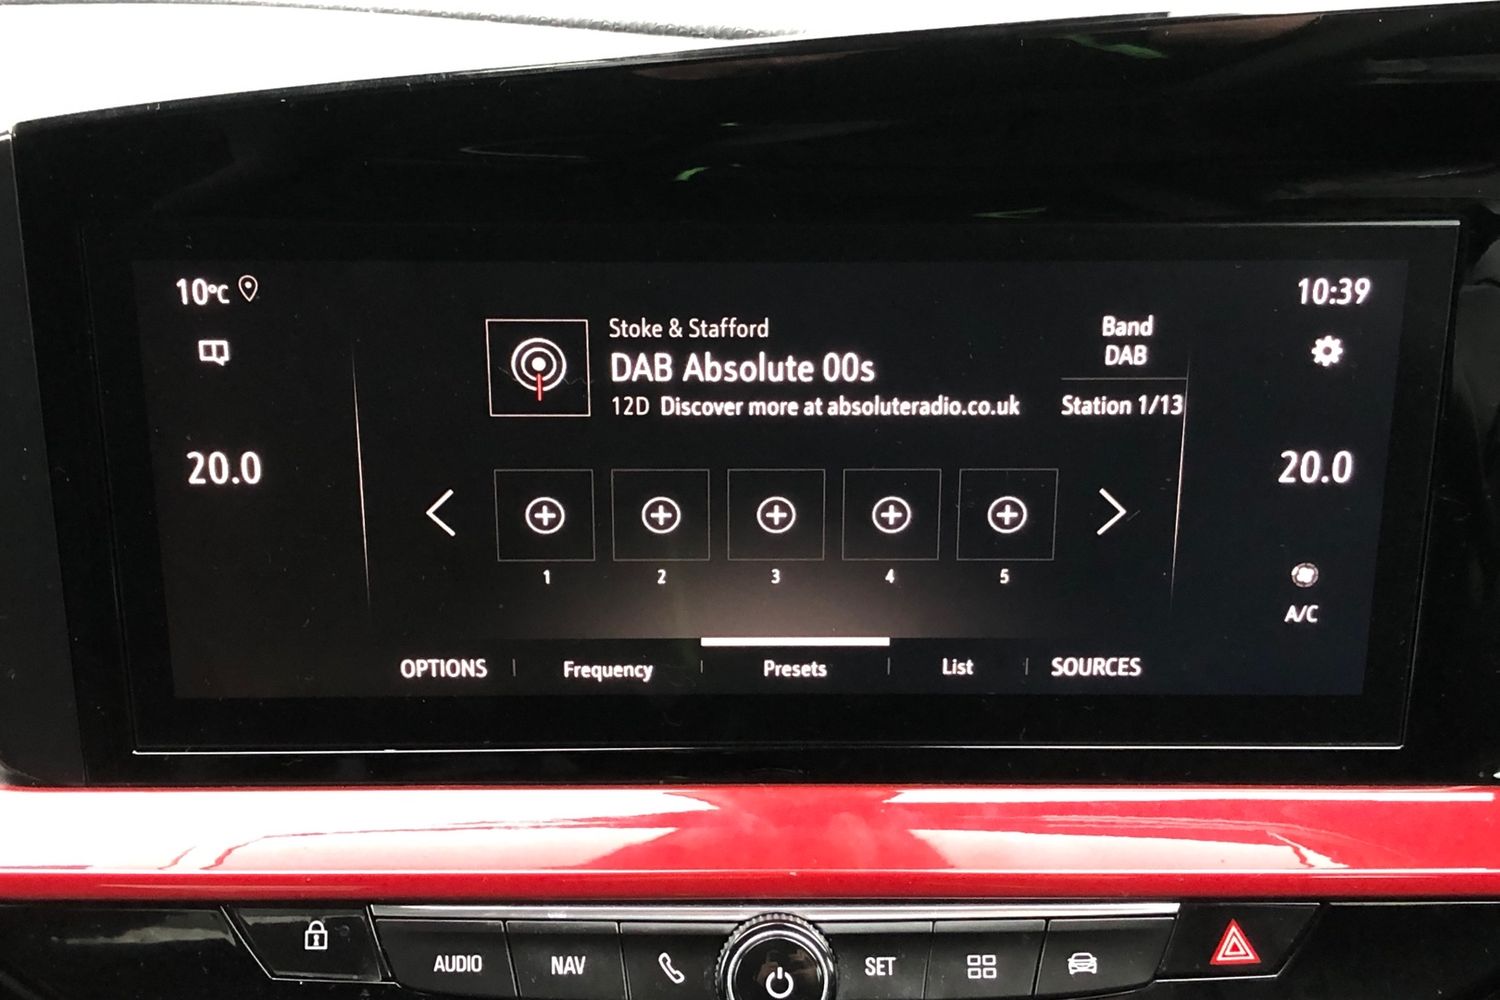 10°C
10:39
Stoke & Stafford
DAB Absolute 00s
12D Discover more at absoluteradio.co.uk
Band
DAB
Station 1/13
20.0
20.0
1 2 3 4 5
A/C
OPTIONS Frequency Presets List SOURCES
AUDIO NAV SET